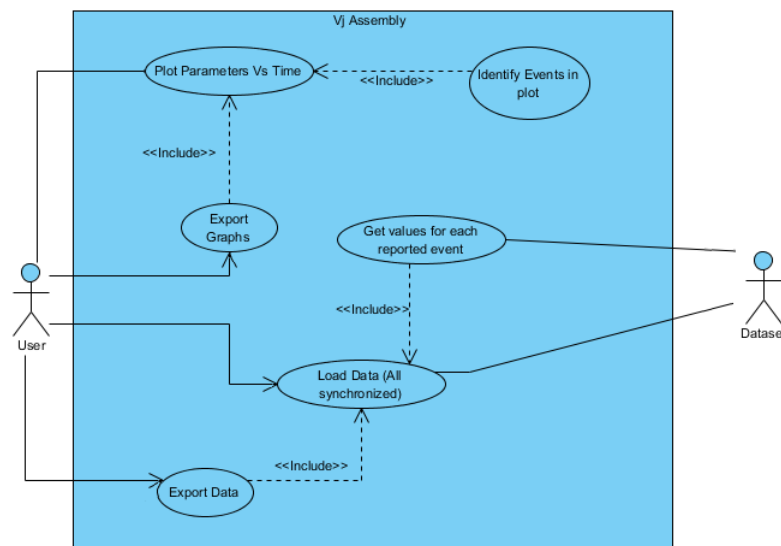 Vj Assembly
Plot Parameters Vs Time
<<Include>>
Identify Events in
plot
<<Include>>
Export
Graphs
Get values for each
reported event
<<Include>>
User
Dataset
Load Data (All
synchronized)
<<Include>>
Export Data